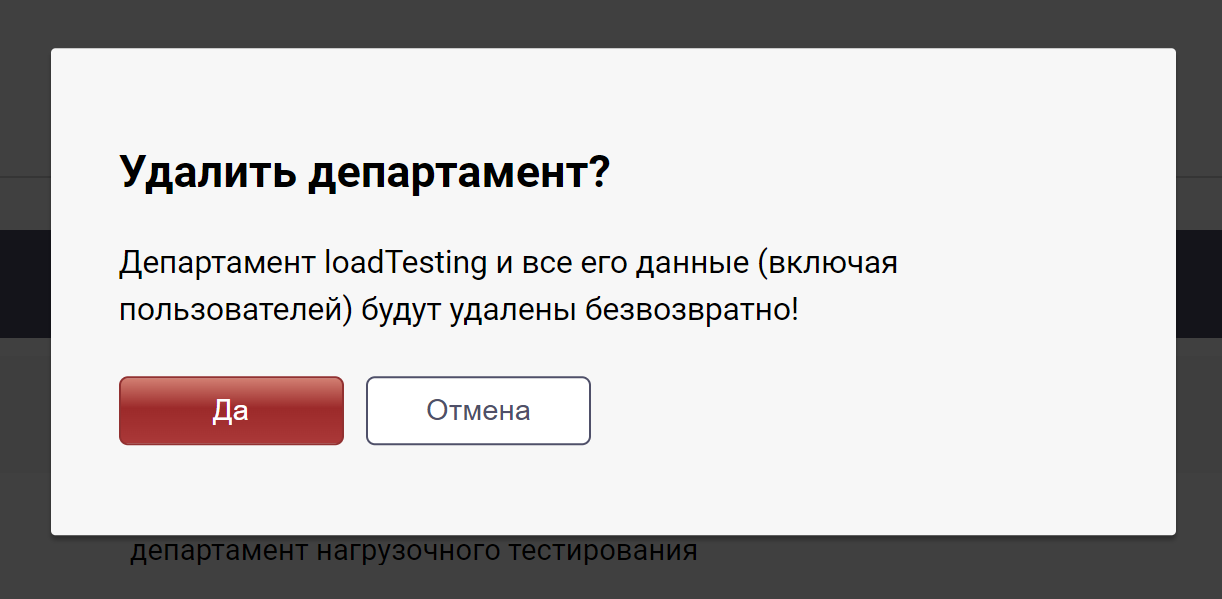 Удалить департамент?
Департамент loadTesting и все его данные (включая
пользователей) будут удалены безвозвратно!
Да
Отмена
департамент нагрузочного тестирования